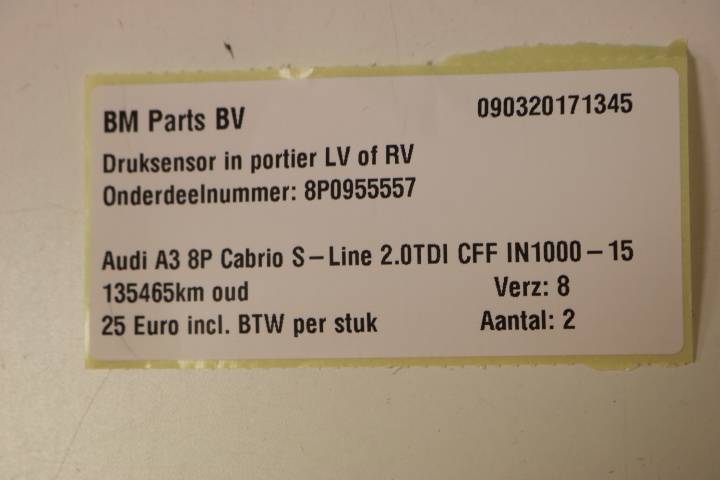 BM Parts BV 090320171345
Druksensor in portier LV of RV
Onderdeelnummer: 8P0955557
Audi A3 8P Cabrio S-Line 2.0TDI CFF IN1000-15
135465km oud Verz: 8
25 Euro incl. BTW per stuk Aantal: 2